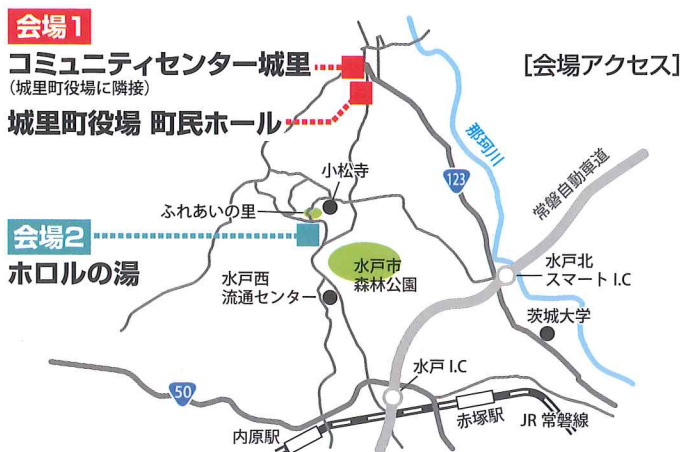 会場1
コミュニティセンター城里
(城里町役場に隣接)
城里町役場 町民ホール
[会場アクセス]
那珂川
123
常磐自動車道
小松寺
ふれあいの里
会場2
ホロルの湯
水戸市
森林公園
水戸西
流通センター
水戸北
スマートI.C
茨城大学
水戸I.C
50
赤塚駅
JR常磐線
内原駅